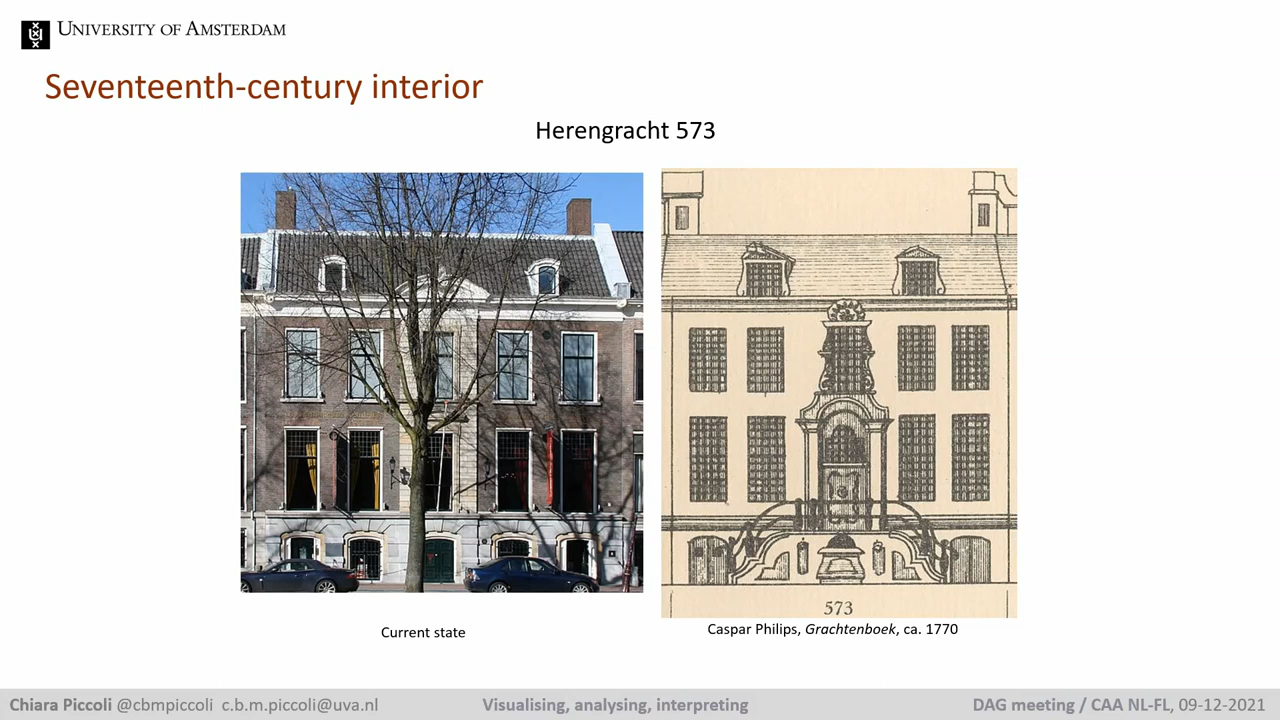 UNIVERSITY OF AMSTERDAM
Seventeenth-century interior
Herengracht 573
573
Current state
Caspar Philips, Grachtenboek, ca. 1770
Chiara Piccoli @cbmpiccoli c.b.m.piccoli@uva.nl
Visualising, analysing, interpreting
DAG meeting / CAA NL-FL, 09-12-2021